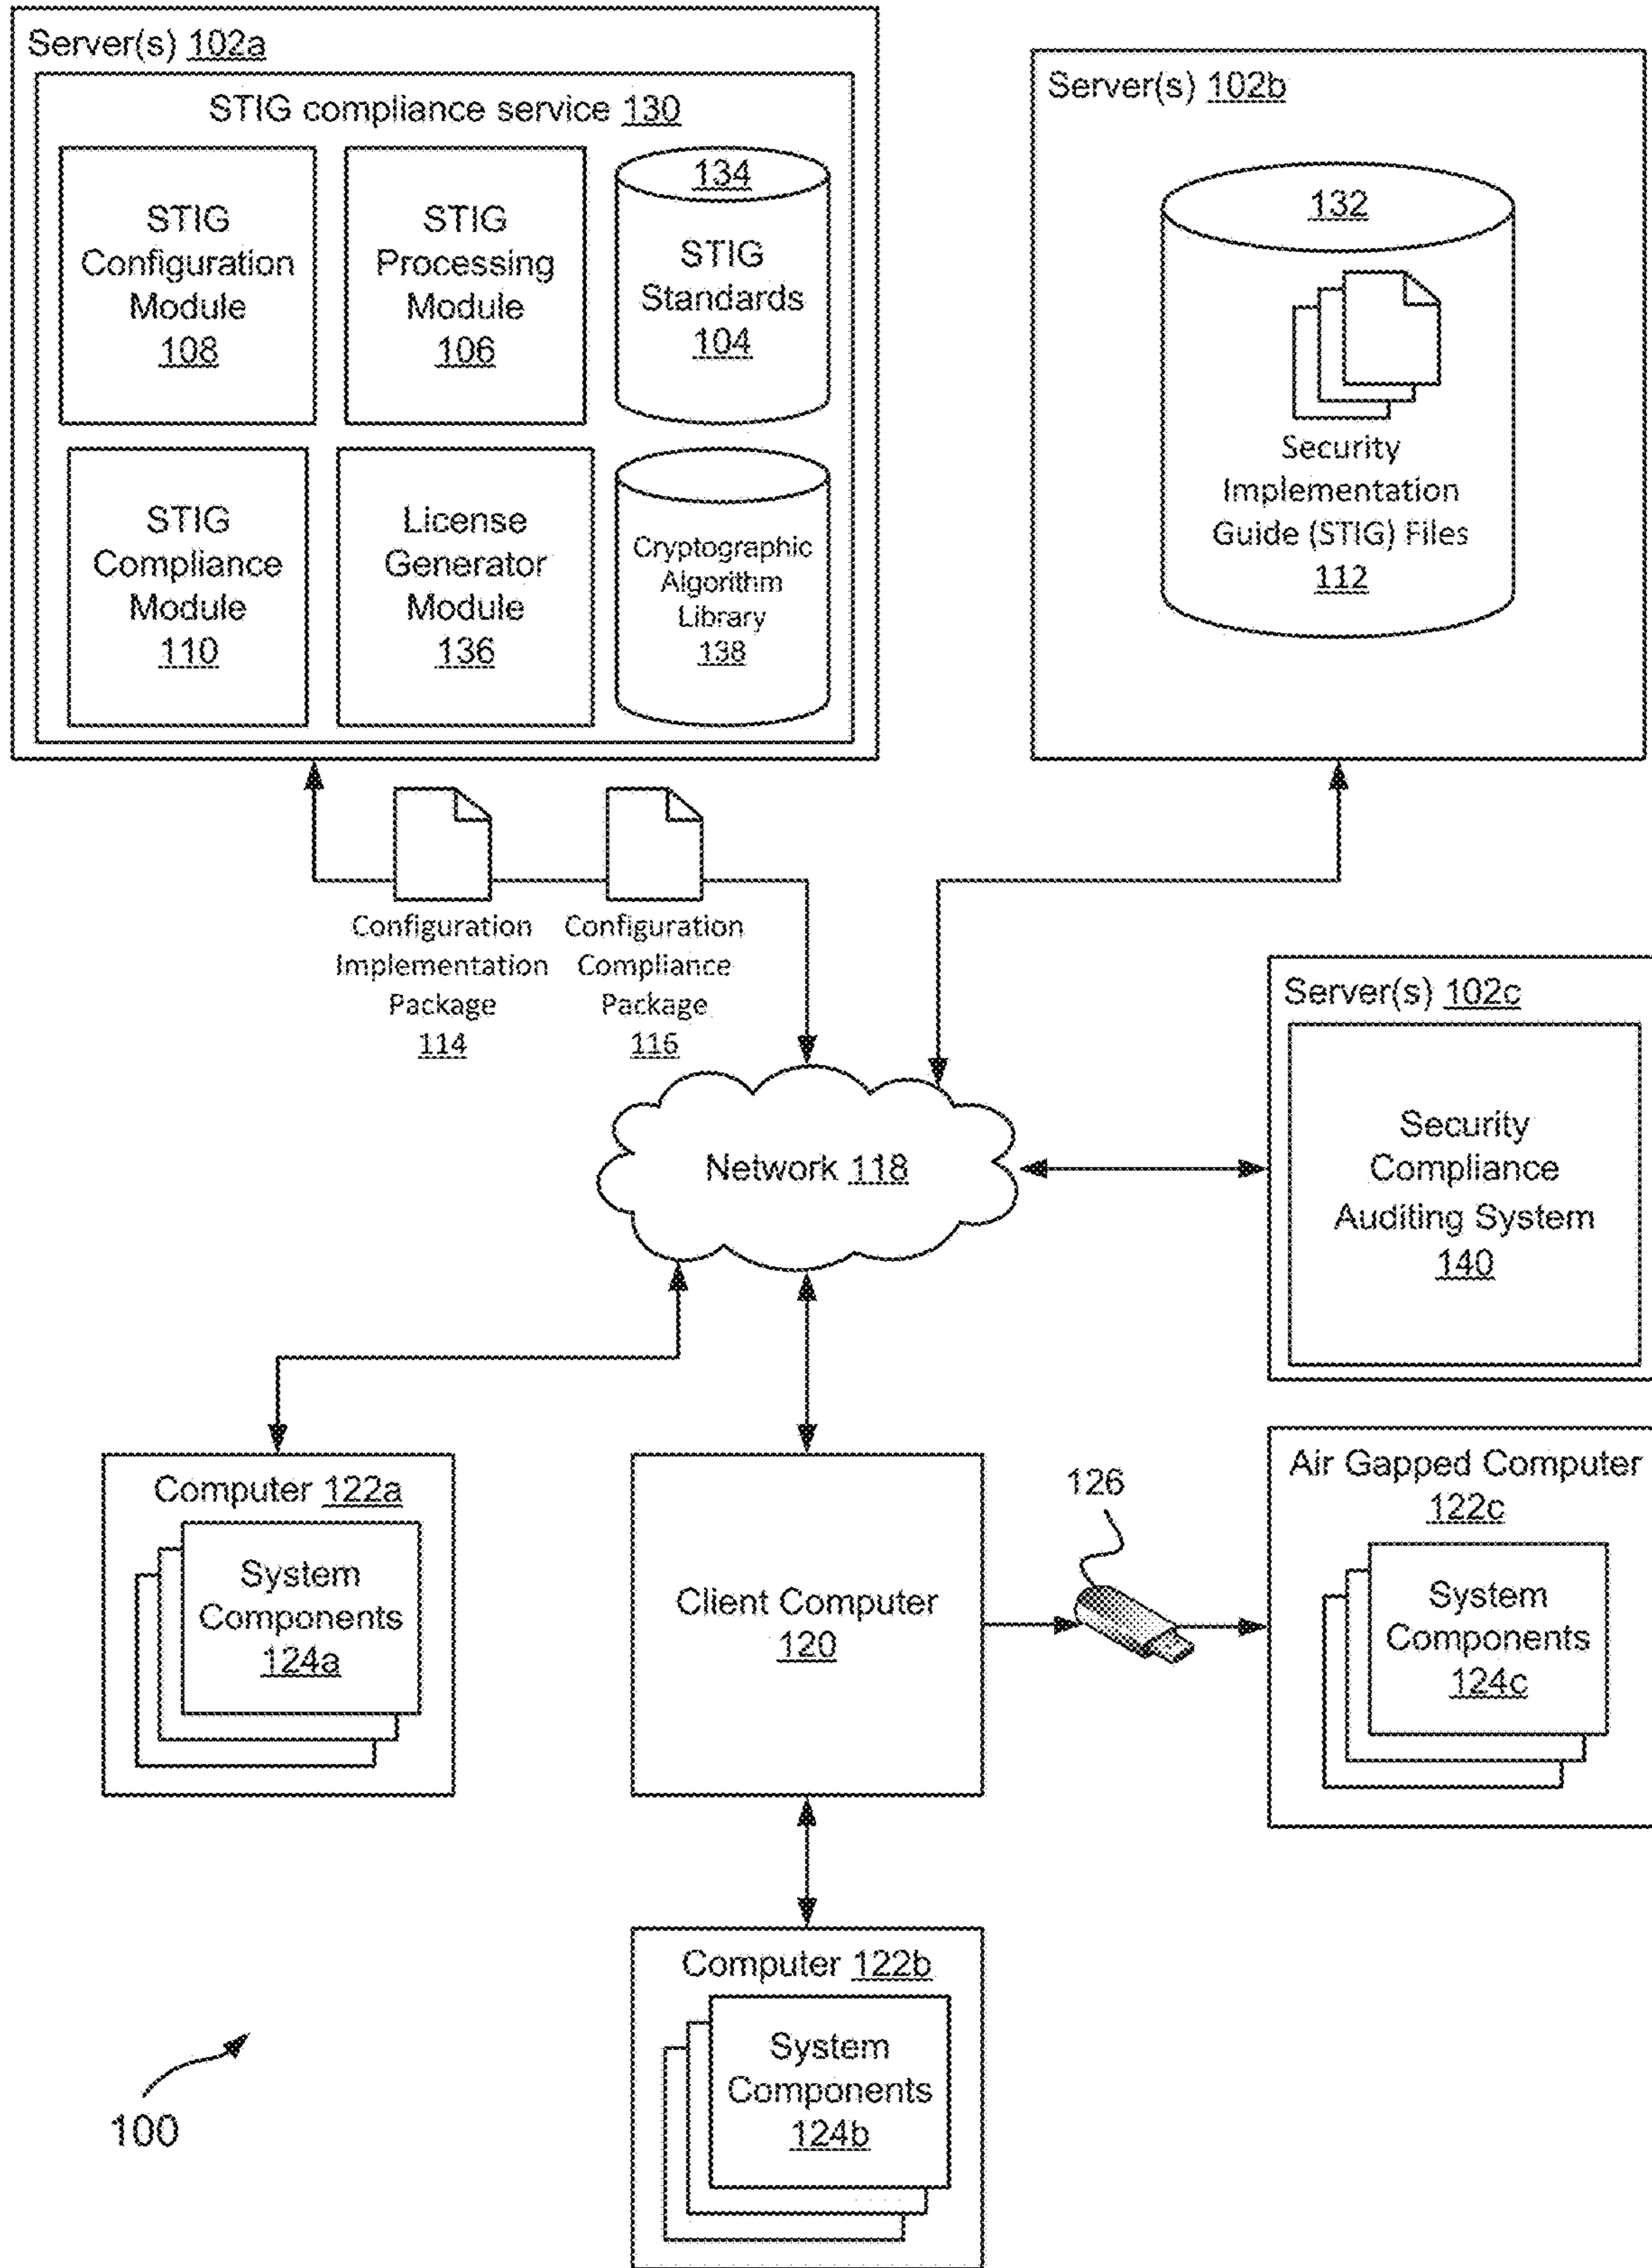 Server(s) 102a
STIG compliance service 130
STIG
Configuration
Module
108
STIG
Processing
Module
106
134
STIG
Standards
104
STIG
Compliance
Module
110
License
Generator
Module
136
Cryptographic
Algorithm
Library
138
Server(s) 102b
132
Security
Implementation
Guide (STIG) Files
112
Configuration
Implementation
Package
114
Configuration
Compliance
Package
116
Network 118
Server(s) 102c
Security
Compliance
Auditing System
140
Computer 122a
System
Components
124a
Client Computer
120
126
Air Gapped Computer
122c
System
Components
124c
Computer 122b
System
Components
124b
100